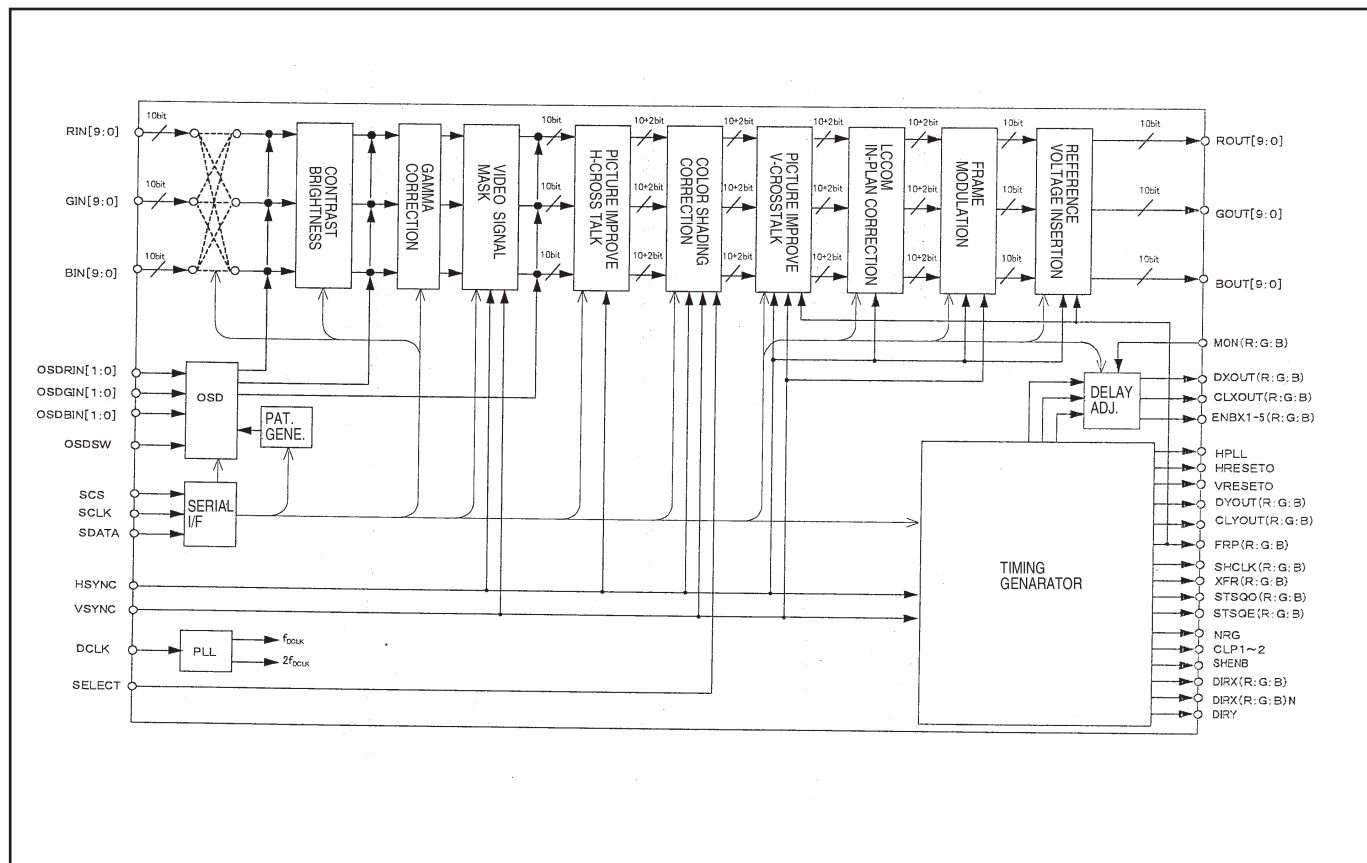 10bit
10bit
10+2bit
10+2bit
10+2bit
10+2bit
10bit
10bit
RIN[9:0]
ROUT[9:0]
10bit
10bit
10+2bit
10+2bit
10+2bit
10+2bit
10bit
10bit
GIN[9:0]
GOUT[9:0]
10bit
10bit
10+2bit
10+2bit
10+2bit
10+2bit
10bit
10bit
BIN[9:0]
BOUT[9:0]
CONTRAST
BRIGHTNESS
GAMMA
CORRECTION
VIDEO SIGNAL
MASK
PICTURE IMPROVE
H-CROSS TALK
COLOR SHADING
CORRECTION
PICTURE IMPROVE
V-CROSSTALK
LCCOM
IN-PLAN CORRECTION
FRAME
MODULATION
REFERENCE
VOLTAGE INSERTION
OSDRIN[1:0]
OSDGIN[1:0]
OSDBIN[1:0]
OSDSW
OSD
PAT.
GENE.
SCS
SCLK
SDATA
SERIAL
I/F
HSYNC
VSYNC
DCLK
PLL
fDCLK
2fDCLK
SELECT
MON(R:G:B)
DELAY
ADJ.
DXOUT(R:G:B)
CLXOUT(R:G:B)
ENBX1-5(R:G:B)
TIMING
GENARATOR
HPLL
HRESETO
VRESETO
DYOUT(R:G:B)
CLYOUT(R:G:B)
FRP(R:G:B)
SHCLK(R:G:B)
XFR(R:G:B)
STSQO(R:G:B)
STSQE(R:G:B)
NRG
CLP1~2
SHENB
DIRX(R:G:B)
DIRX(R:G:B)N
DIRY